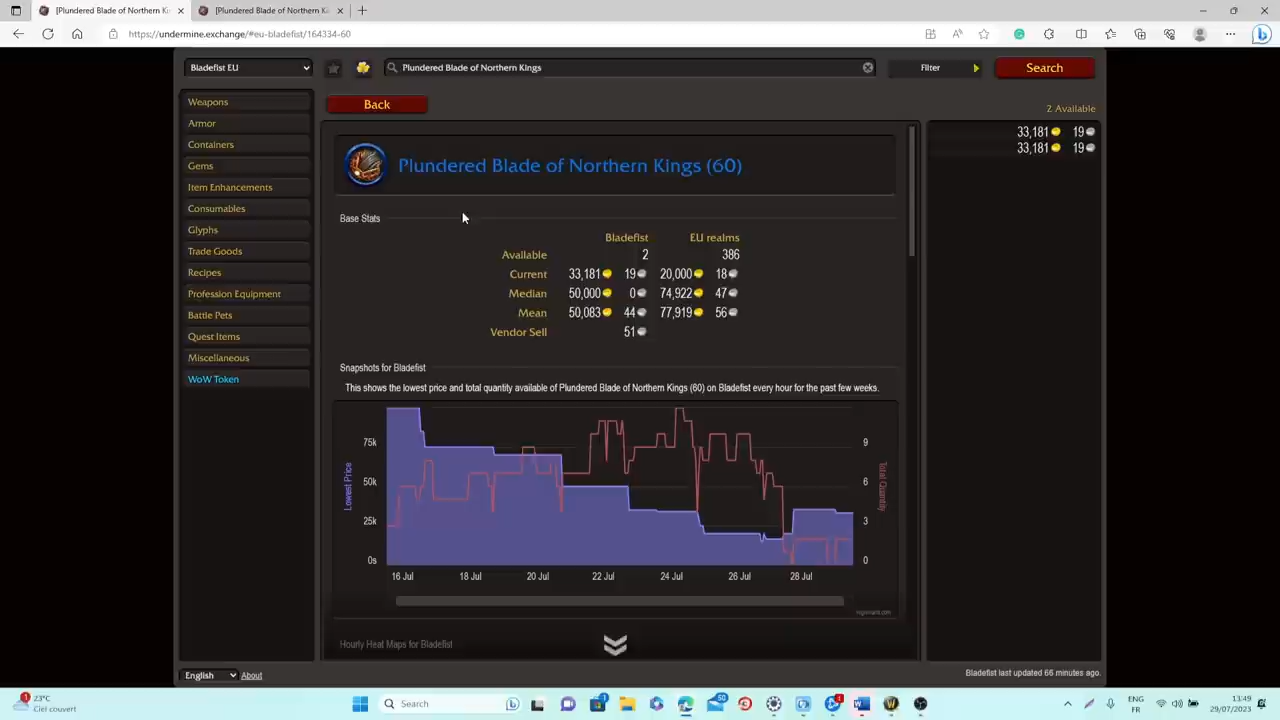 [Plundered Blade of Northern Ki
[Plundered Blade of Northern Ki
https://undermine.exchange/#eu-bladefist/164334-60
Bladefist EU
Plundered Blade of Northern Kings
Filter
Search
Back
2 Available
Weapons
Armor
Containers
Gems
Item Enhancements
Consumables
Glyphs
Trade Goods
Recipes
Profession Equipment
Battle Pets
Quest Items
Miscellaneous
WoW Token
33,181 19
33,181 19
Plundered Blade of Northern Kings (60)
Base Stats
Bladefist EU realms
Available 2 386
Current 33,181 19 20,000 18
Median 50,000 0 74,922 47
Mean 50,083 44 77,919 56
Vendor Sell 51
Snapshots for Bladefist
This shows the lowest price and total quantity available of Plundered Blade of Northern Kings (60) on Bladefist every hour for the past few weeks.
Lowest Price
75k
50k
25k
0s
9
6
3
0
Total Quantity
16 Jul 18 Jul 20 Jul 22 Jul 24 Jul 26 Jul 28 Jul
Hourly Heat Maps for Bladefist
English About
Bladefist last updated 66 minutes ago.
1
23°C
Ciel couvert
Search
1
50
4
ENG
FR
13:49
29/07/2023